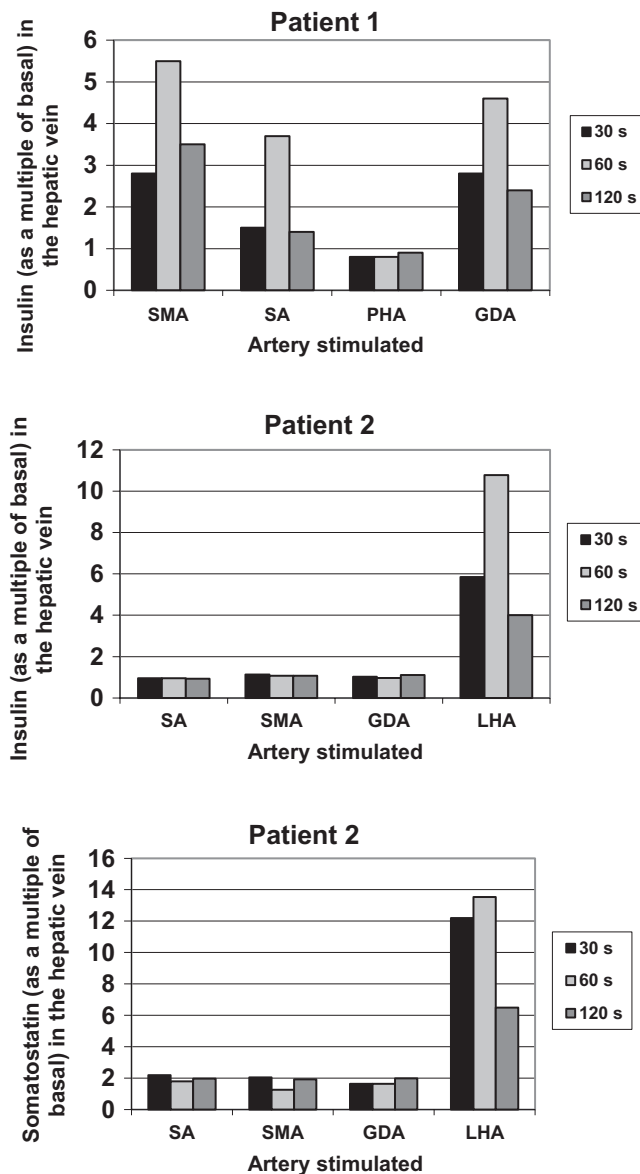 Patient 1
Insulin (as a multiple of basal) in
the hepatic vein
6
5
4
3
2
1
0
SMA SA PHA GDA
Artery stimulated
30 s
60 s
120 s
Patient 2
Insulin (as a multiple of basal) in
the hepatic vein
12
10
8
6
4
2
0
SA SMA GDA LHA
Artery stimulated
30 s
60 s
120 s
Patient 2
Somatostatin (as a multiple of
basal) in the hepatic vein
16
14
12
10
8
6
4
2
0
SA SMA GDA LHA
Artery stimulated
30 s
60 s
120 s